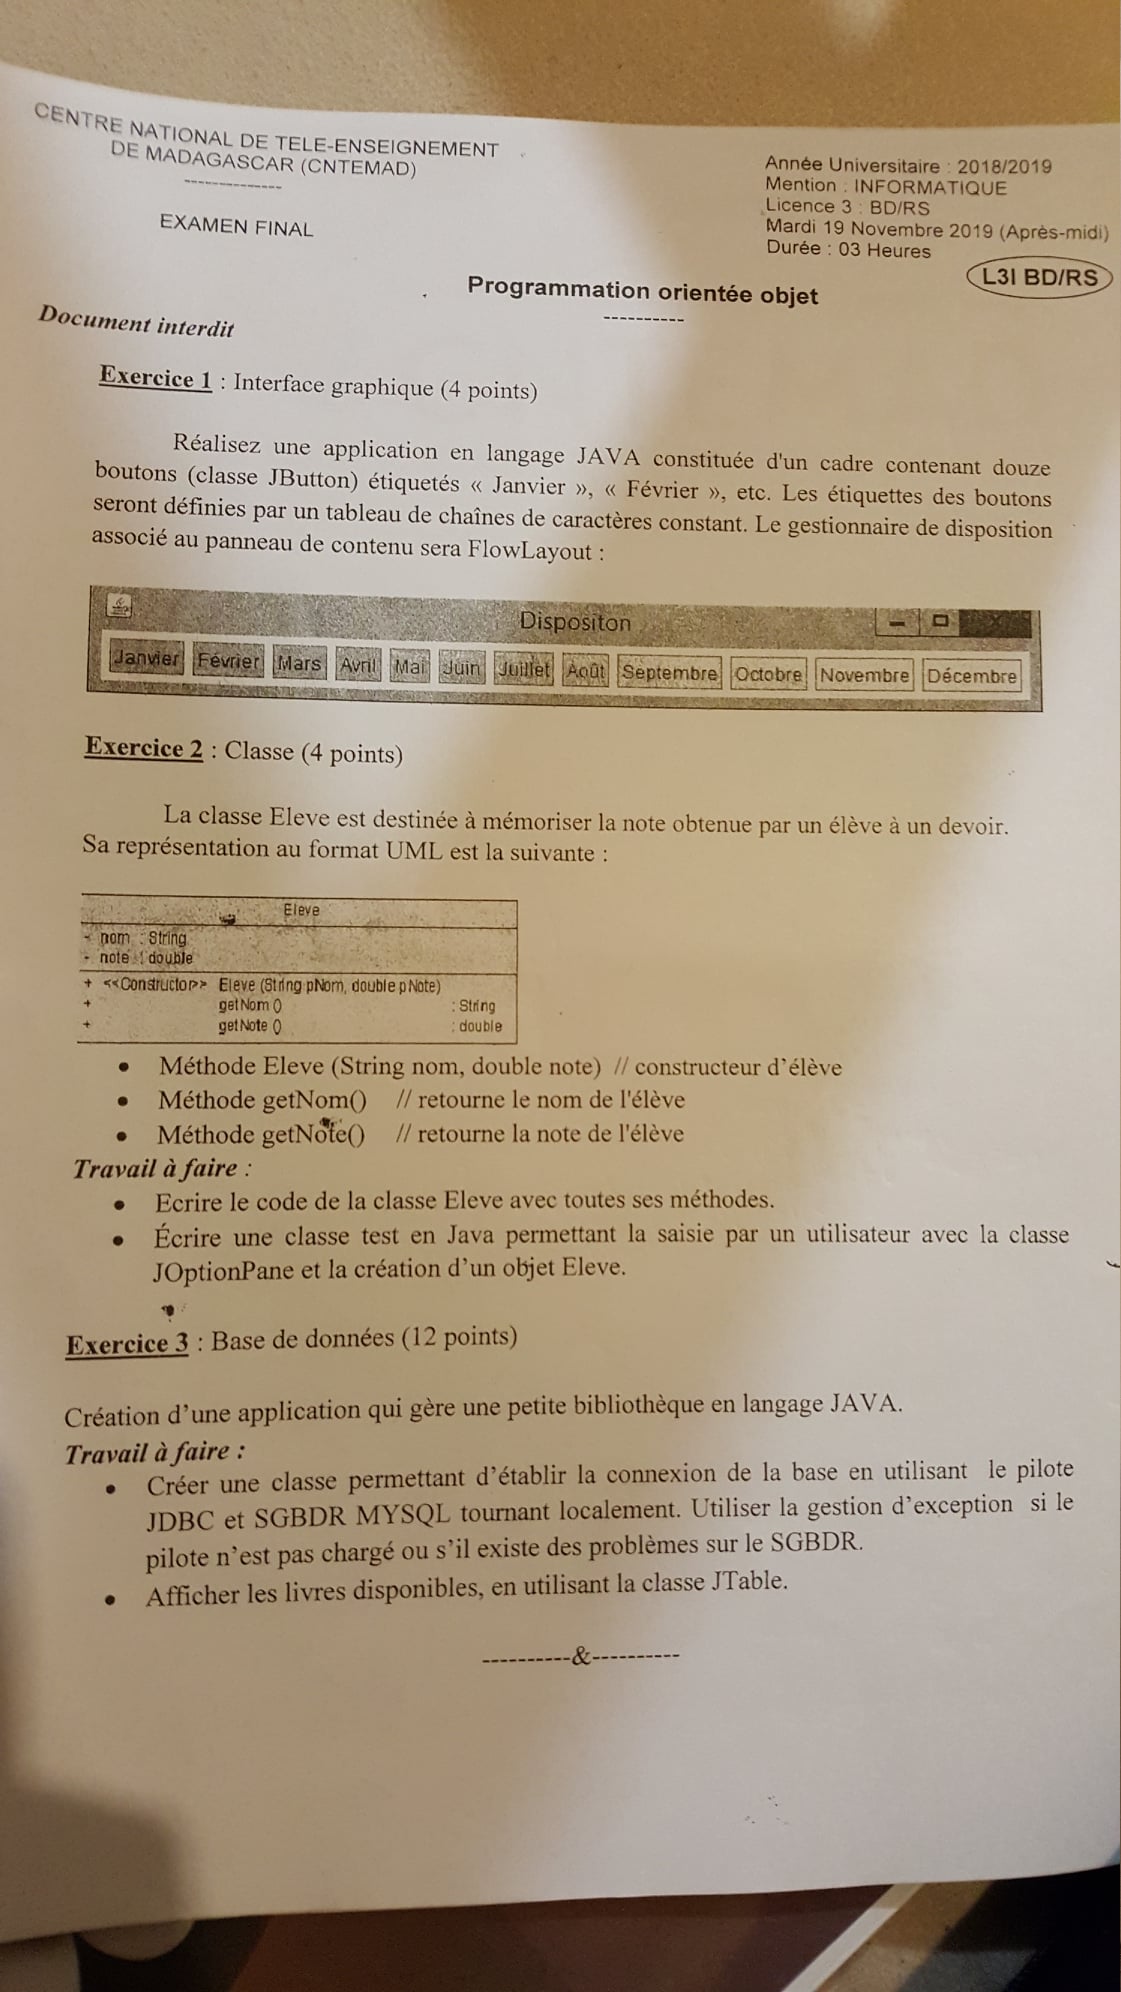 CENTRE NATIONAL DE TELE-ENSEIGNEMENT
DE MADAGASCAR (CNTEMAD)
--------------
EXAMEN FINAL
Année Universitaire : 2018/2019
Mention : INFORMATIQUE
Licence 3 : BD/RS
Mardi 19 Novembre 2019 (Après-midi)
Durée : 03 Heures
L3I BD/RS
Programmation orientée objet
----------
Document interdit
Exercice 1 : Interface graphique (4 points)
Réalisez une application en langage JAVA constituée d'un cadre contenant douze
boutons (classe JButton) étiquetés « Janvier », « Février », etc. Les étiquettes des boutons
seront définies par un tableau de chaînes de caractères constant. Le gestionnaire de disposition
associé au panneau de contenu sera FlowLayout :
Dispositon
Janvier Février Mars Avril Mai Juin Juillet Août Septembre Octobre Novembre Décembre
Exercice 2 : Classe (4 points)
La classe Eleve est destinée à mémoriser la note obtenue par un élève à un devoir.
Sa représentation au format UML est la suivante :
Eleve
- nom : String
- note : double
+ <<Constructor>> Eleve (String pNom, double pNote)
+ getNom () : String
+ getNote () : double
• Méthode Eleve (String nom, double note) // constructeur d'élève
• Méthode getNom() // retourne le nom de l'élève
• Méthode getNote() // retourne la note de l'élève
Travail à faire :
• Ecrire le code de la classe Eleve avec toutes ses méthodes.
• Écrire une classe test en Java permettant la saisie par un utilisateur avec la classe
JOptionPane et la création d'un objet Eleve.
Exercice 3 : Base de données (12 points)
Création d'une application qui gère une petite bibliothèque en langage JAVA.
Travail à faire :
• Créer une classe permettant d'établir la connexion de la base en utilisant le pilote
JDBC et SGBDR MYSQL tournant localement. Utiliser la gestion d'exception si le
pilote n'est pas chargé ou s'il existe des problèmes sur le SGBDR.
• Afficher les livres disponibles, en utilisant la classe JTable.
----------&----------